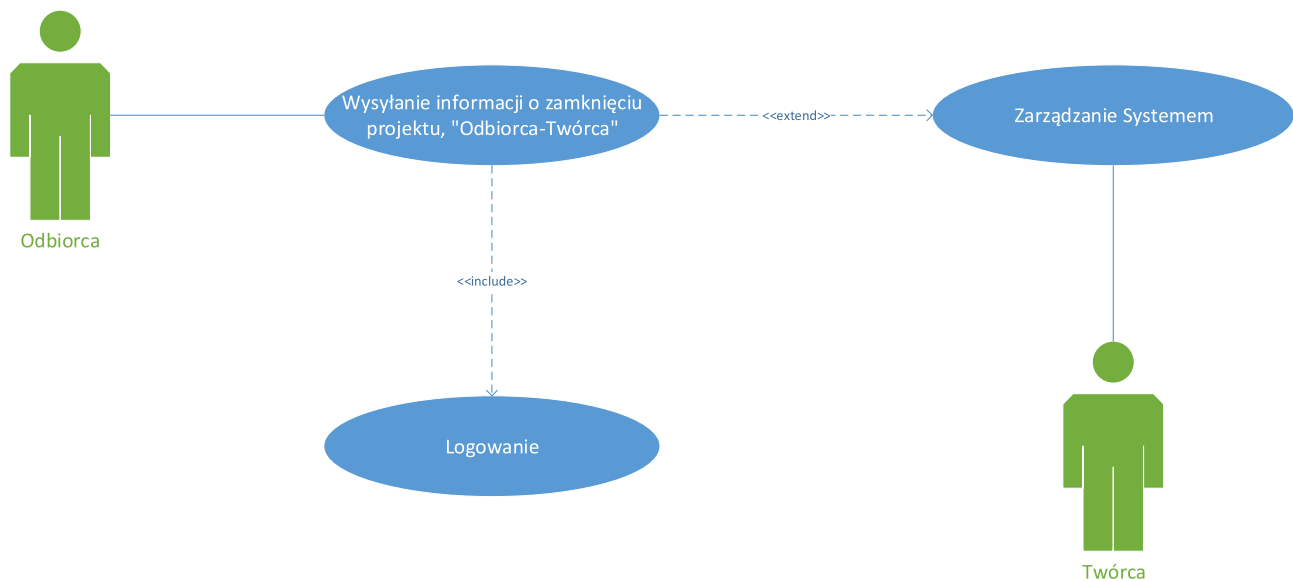 Wysyłanie informacji o zamknięciu
projektu, "Odbiorca-Twórca"
<<extend>>
Zarządzanie Systemem
Odbiorca
<<include>>
Logowanie
Twórca